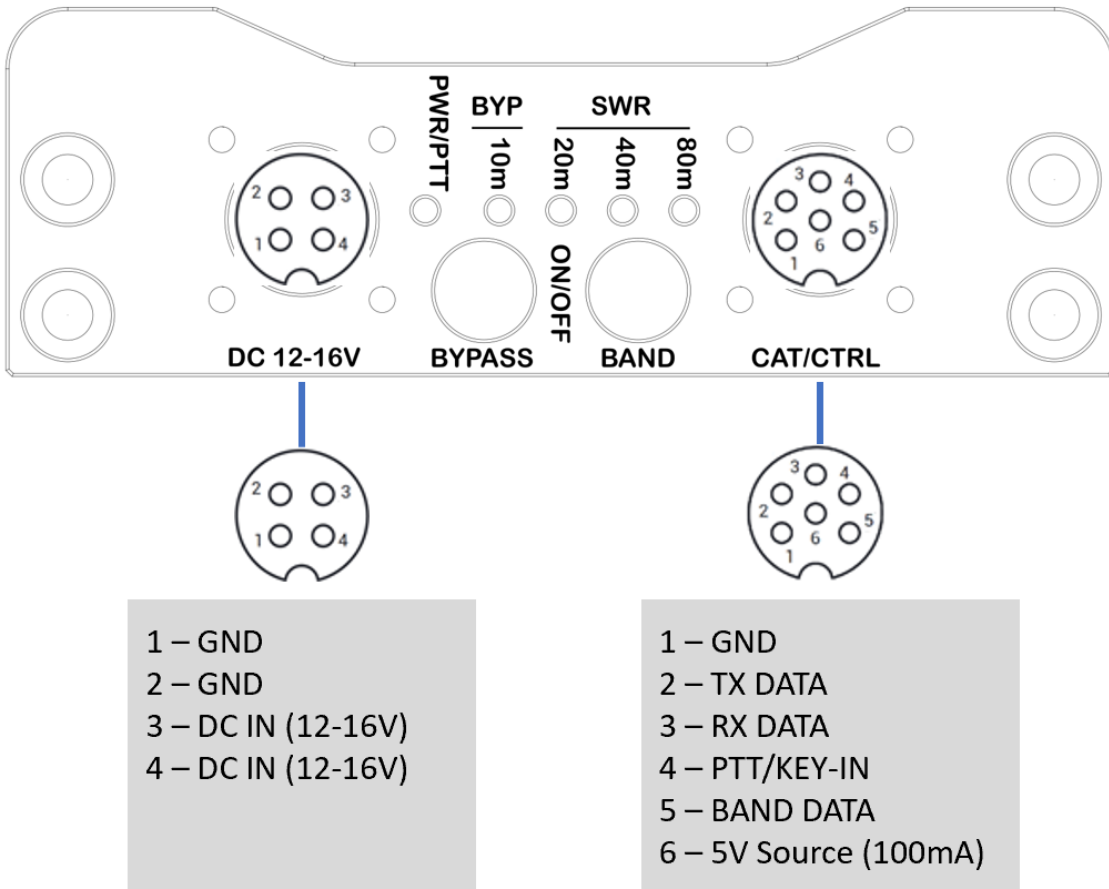 PWR/PTT
BYP
SWR
10m
20m
40m
80m
2 3
1 4
3 4
2 5
6
1
ON/OFF
DC 12-16V
BYPASS
BAND
CAT/CTRL
2 3
1 4
3 4
2 5
6
1
1 – GND
2 – GND
3 – DC IN (12-16V)
4 – DC IN (12-16V)
1 – GND
2 – TX DATA
3 – RX DATA
4 – PTT/KEY-IN
5 – BAND DATA
6 – 5V Source (100mA)